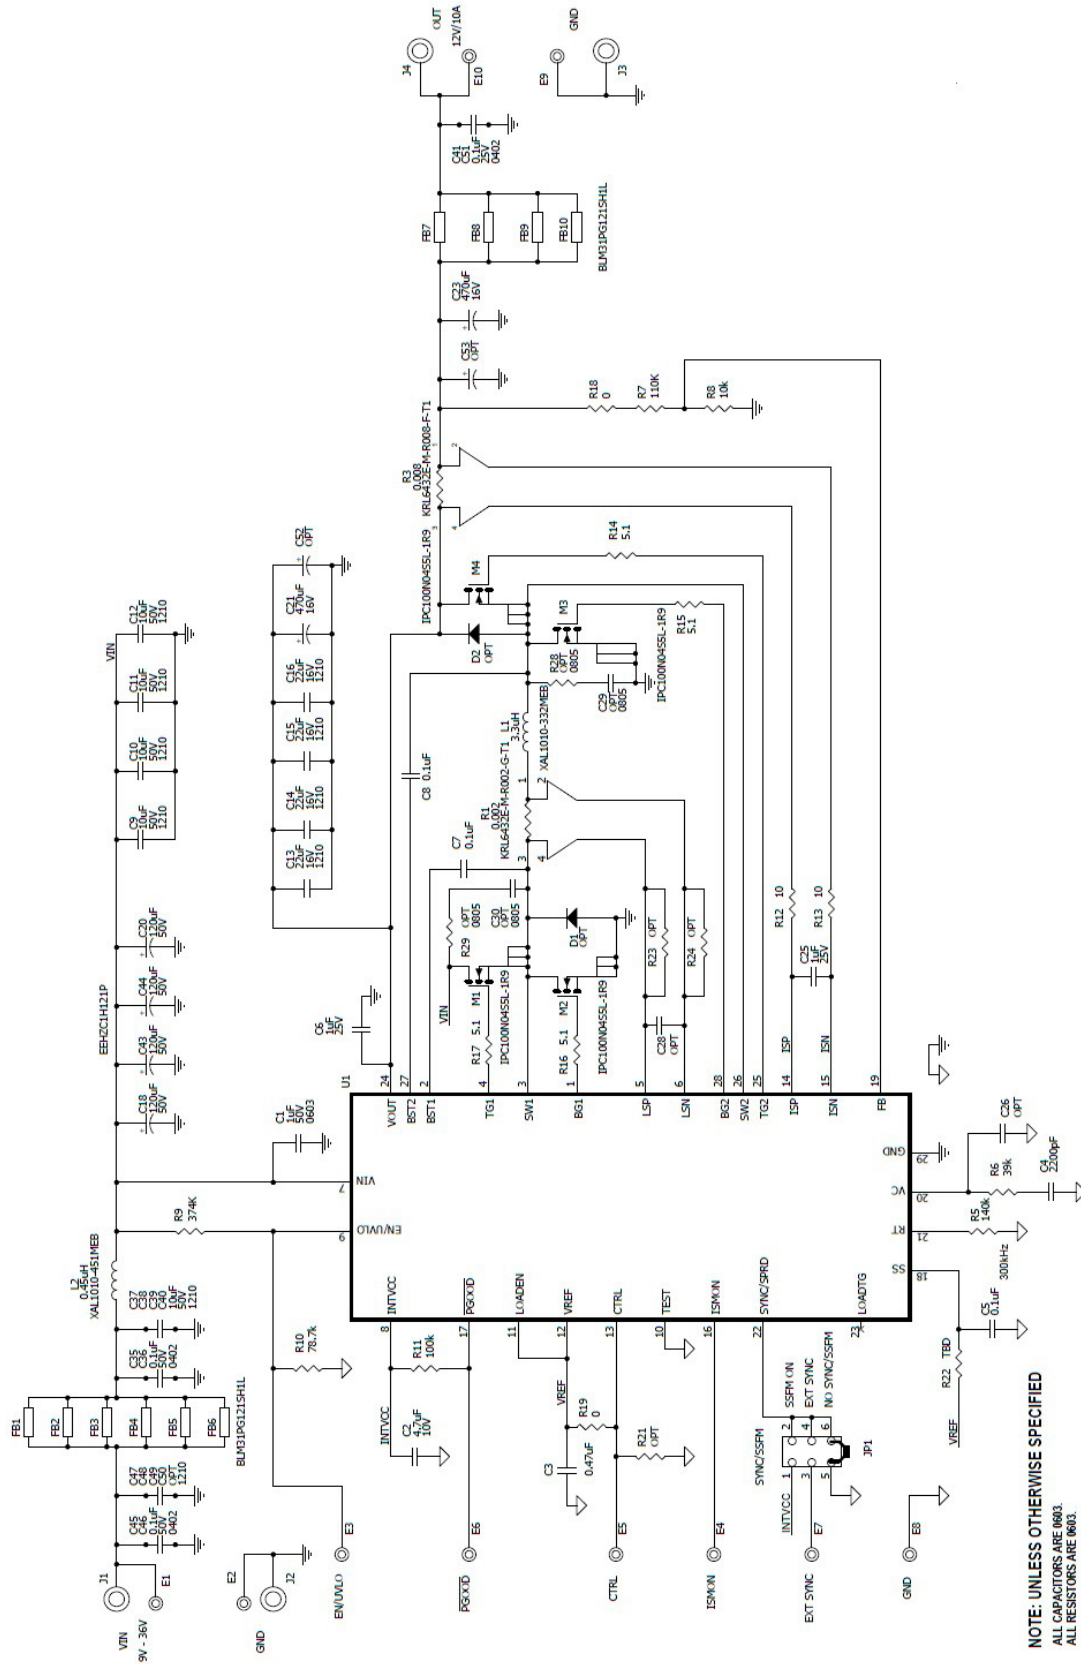 J1
VIN
9V - 36V
E1
E2
GND
J2
C45
C46
0.1uF
50V
0402
C47
C48
C49
C50
OPT
1210
FB1
FB2
FB3
FB4
FB5
FB6
BLM31PG121SH1L
C35
C36
0.1uF
50V
0402
C37
C38
C39
C40
10uF
50V
1210
L2
0.45uH
XAL1010-451MEB
R9
374K
R10
78.7k
EEHZC1H121P
C18
120uF
50V
C43
120uF
50V
C44
120uF
50V
C20
120uF
50V
VIN
C9
10uF
50V
1210
C10
10uF
50V
1210
C11
10uF
50V
1210
C12
10uF
50V
1210
C1
1uF
50V
0603
C6
1uF
25V
C13
22uF
16V
1210
C14
22uF
16V
1210
C15
22uF
16V
1210
C16
22uF
16V
1210
C21
470uF
16V
C52
OPT
EN/UVLO
E3
PGOOD
E6
CTRL
E5
ISMON
E4
EXT SYNC
E7
GND
E8
INTVCC
C2
4.7uF
10V
R11
100k
VREF
C3
0.47uF
R19
0
R21
OPT
SYNC/SSFM
INTVCC
1
3
5
2
4
6
SSFM ON
EXT SYNC
NO SYNC/SSFM
JP1
VREF
R22 TBD
C5
0.1uF
300kHz
R5
140k
R6
39k
C4
2200pF
C26
OPT
U1
7
VIN
9
EN/UVLO
8
INTVCC
17
PGOOD
11
LOADEN
12
VREF
13
CTRL
10
TEST
16
ISMON
22
SYNC/SPRD
23
LOADTG
18
SS
21
RT
20
VC
29
GND
24
VOUT
27
BST2
2
BST1
4
TG1
3
SW1
1
BG1
5
LSP
6
LSN
28
BG2
26
SW2
25
TG2
14
ISP
15
ISN
19
FB
R17 5.1
M1
IPC100N04S5L-1R9
VIN
R29
OPT
0805
C30
OPT
0805
C7
0.1uF
C8 0.1uF
R16 5.1
M2
IPC100N04S5L-1R9
D1
OPT
R1
0.002
KRL6432E-M-R002-G-T1
3
4
1
2
L1
3.3uH
XAL1010-332MEB
C28
OPT
R23 OPT
R24 OPT
R28
OPT
0805
C29
OPT
0805
D2
OPT
M4
IPC100N04S5L-1R9
M3
IPC100N04S5L-1R9
R14
5.1
R15
5.1
R3
0.008
KRL6432E-M-R008-F-T1
3
4
1
2
ISP
ISN
R12 10
R13 10
C25
1uF
25V
R18
0
R7
110K
R8
10k
C53
OPT
C23
470uF
16V
FB7
FB8
FB9
FB10
BLM31PG121SH1L
C41
C51
0.1uF
25V
0402
J4
OUT
12V/10A
E10
E9
GND
J3
NOTE: UNLESS OTHERWISE SPECIFIED
ALL CAPACITORS ARE 0603.
ALL RESISTORS ARE 0603.